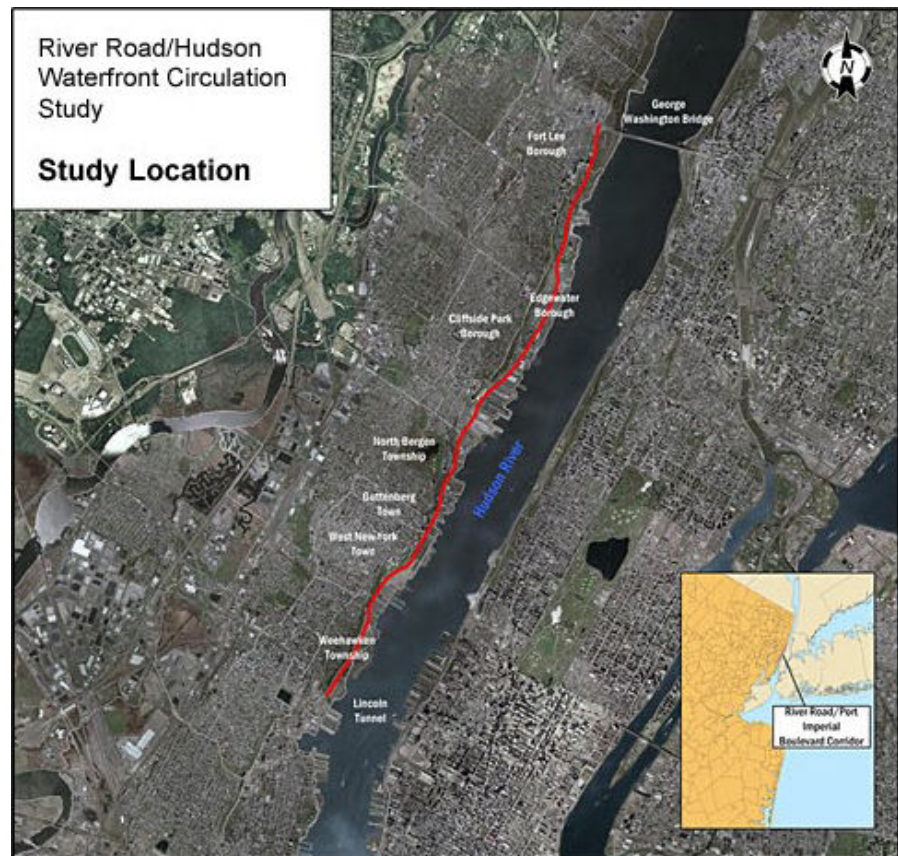 River Road/Hudson
Waterfront Circulation
Study
Study Location
N
George
Washington Bridge
Fort Lee
Borough
Edgewater
Borough
Cliffside Park
Borough
North Bergen
Township
Guttenberg
Town
West New York
Town
Hudson River
Weehawken
Township
Lincoln
Tunnel
River Road/Port
Imperial
Boulevard Corridor